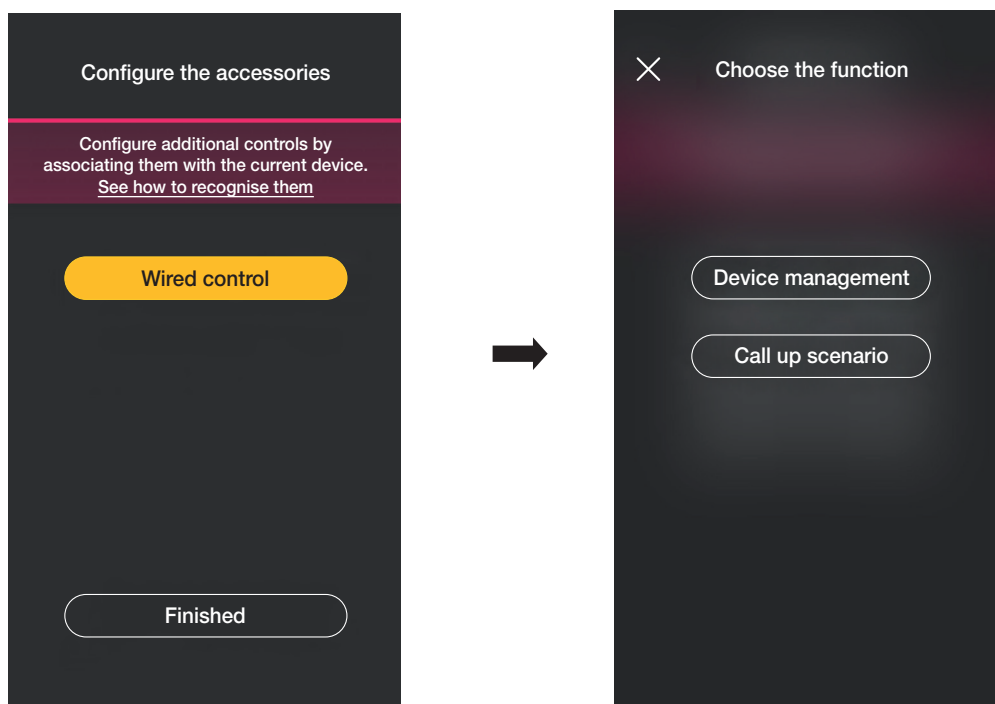 Configure the accessories
Configure additional controls by
associating them with the current device.
See how to recognise them
Wired control
Finished
Choose the function
Device management
Call up scenario